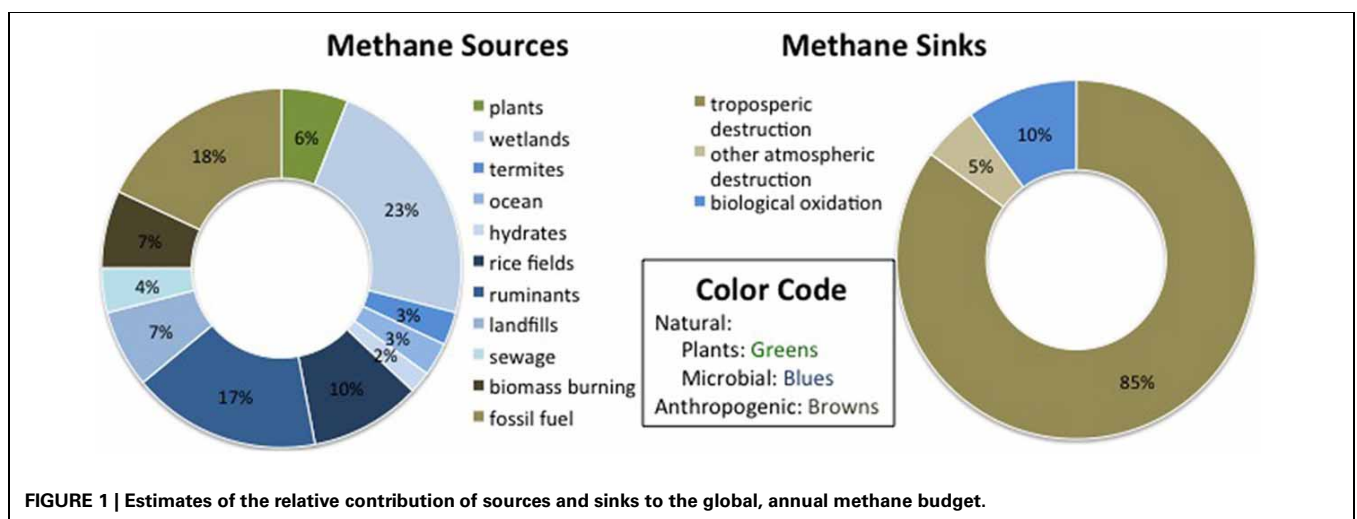 Methane Sources
6%
23%
3%
3%
2%
10%
17%
7%
4%
7%
18%
plants
wetlands
termites
ocean
hydrates
rice fields
ruminants
landfills
sewage
biomass burning
fossil fuel
Methane Sinks
troposperic
destruction
other atmospheric
destruction
biological oxidation
10%
5%
85%
Color Code
Natural:
Plants: Greens
Microbial: Blues
Anthropogenic: Browns
FIGURE 1 | Estimates of the relative contribution of sources and sinks to the global, annual methane budget.